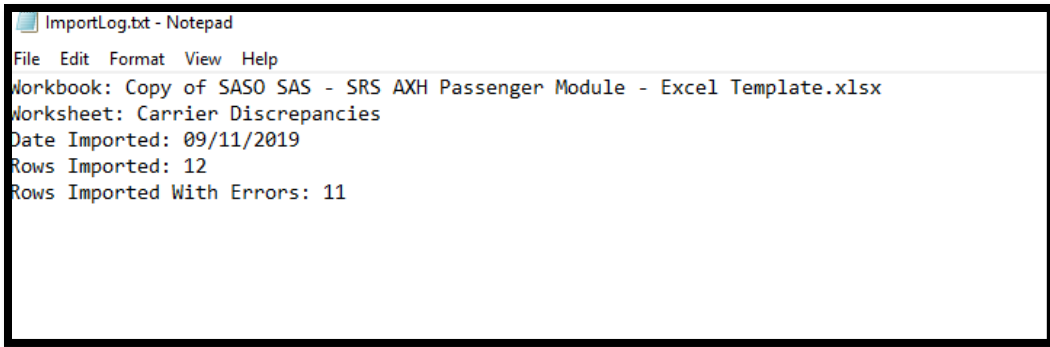 ImportLog.txt - Notepad
File Edit Format View Help
Workbook: Copy of SASO SAS - SRS AXH Passenger Module - Excel Template.xlsx
Worksheet: Carrier Discrepancies
Date Imported: 09/11/2019
Rows Imported: 12
Rows Imported With Errors: 11